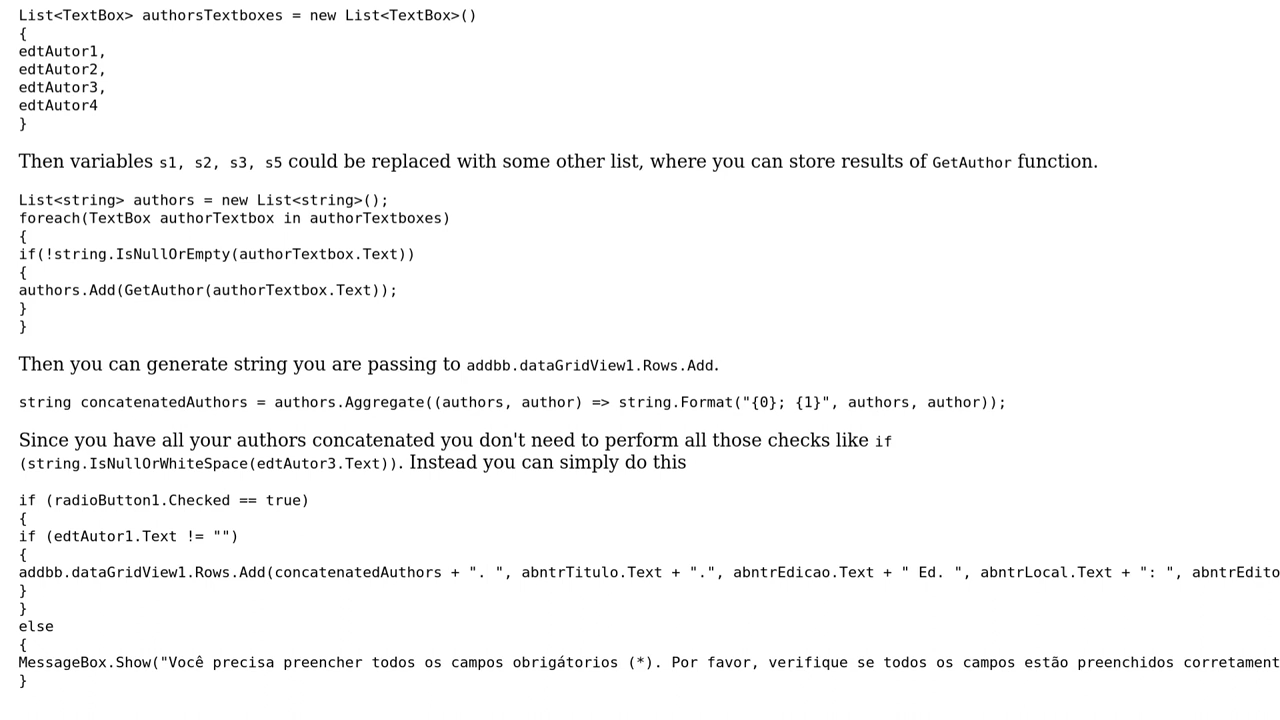 List<TextBox> authorsTextboxes = new List<TextBox>()
{
edtAutor1,
edtAutor2,
edtAutor3,
edtAutor4
}
Then variables s1, s2, s3, s5 could be replaced with some other list, where you can store results of GetAuthor function.
List<string> authors = new List<string>();
foreach(TextBox authorTextbox in authorTextboxes)
{
if(!string.IsNullOrEmpty(authorTextbox.Text))
{
authors.Add(GetAuthor(authorTextbox.Text));
}
}
Then you can generate string you are passing to addbb.dataGridView1.Rows.Add.
string concatenatedAuthors = authors.Aggregate((authors, author) => string.Format("{0}; {1}", authors, author));
Since you have all your authors concatenated you don't need to perform all those checks like if
(string.IsNullOrWhiteSpace(edtAutor3.Text)). Instead you can simply do this
if (radioButton1.Checked == true)
{
if (edtAutor1.Text != "")
{
addbb.dataGridView1.Rows.Add(concatenatedAuthors + ". ", abntrTitulo.Text + ".", abntrEdicao.Text + " Ed. ", abntrLocal.Text + ": ", abntrEdito
}
}
else
{
MessageBox.Show("Você precisa preencher todos os campos obrigátorios (*). Por favor, verifique se todos os campos estão preenchidos corretament
}